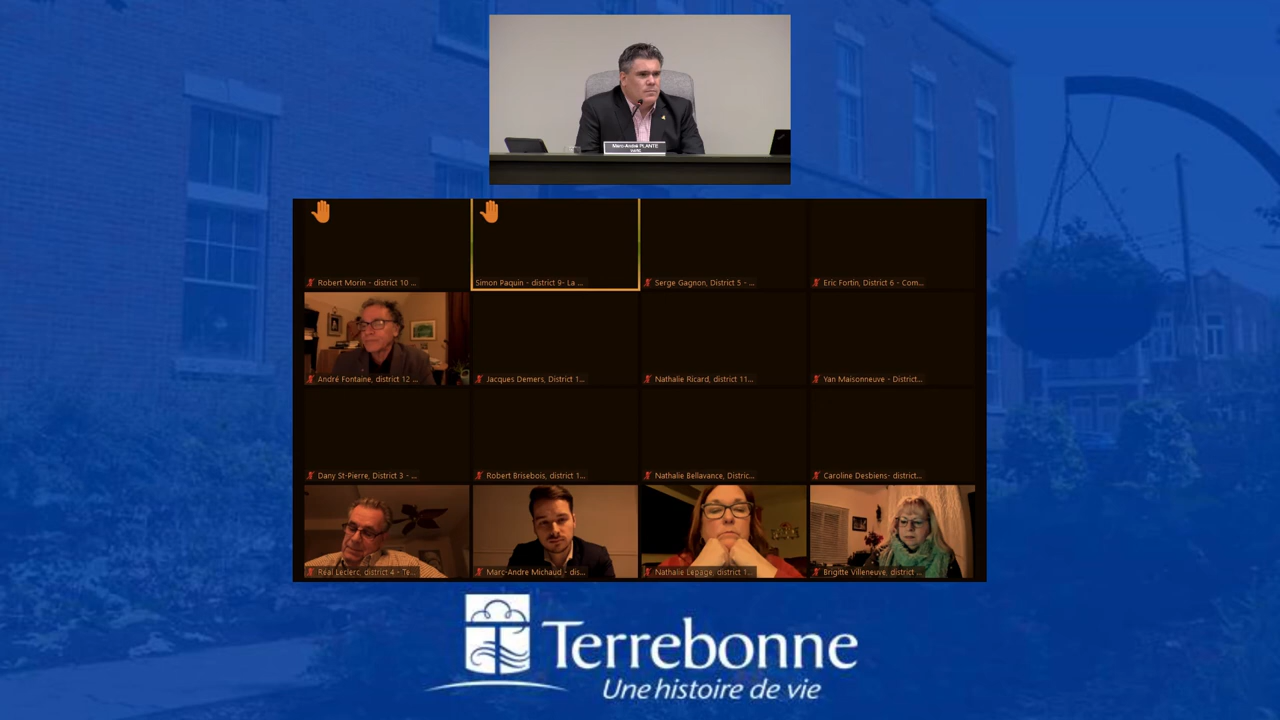 Marc-André PLANTE
MAIRE
Robert Morin - district 10 ...
Simon Paquin - district 9- La ...
Serge Gagnon, District 5 - ...
Eric Fortin, District 6 - Com...
André Fontaine, district 12 ...
Jacques Demers, District 1...
Nathalie Ricard, district 11...
Yan Maisonneuve - District...
Dany St-Pierre, District 3 - ...
Robert Brisebois, district 1...
Nathalie Bellavance, Distric...
Caroline Desbiens- district...
Réal Leclerc, district 4 - Te...
Marc-Andre Michaud - dis...
Nathalie Lepage, district 1...
Brigitte Villeneuve, district ...
Terrebonne
Une histoire de vie